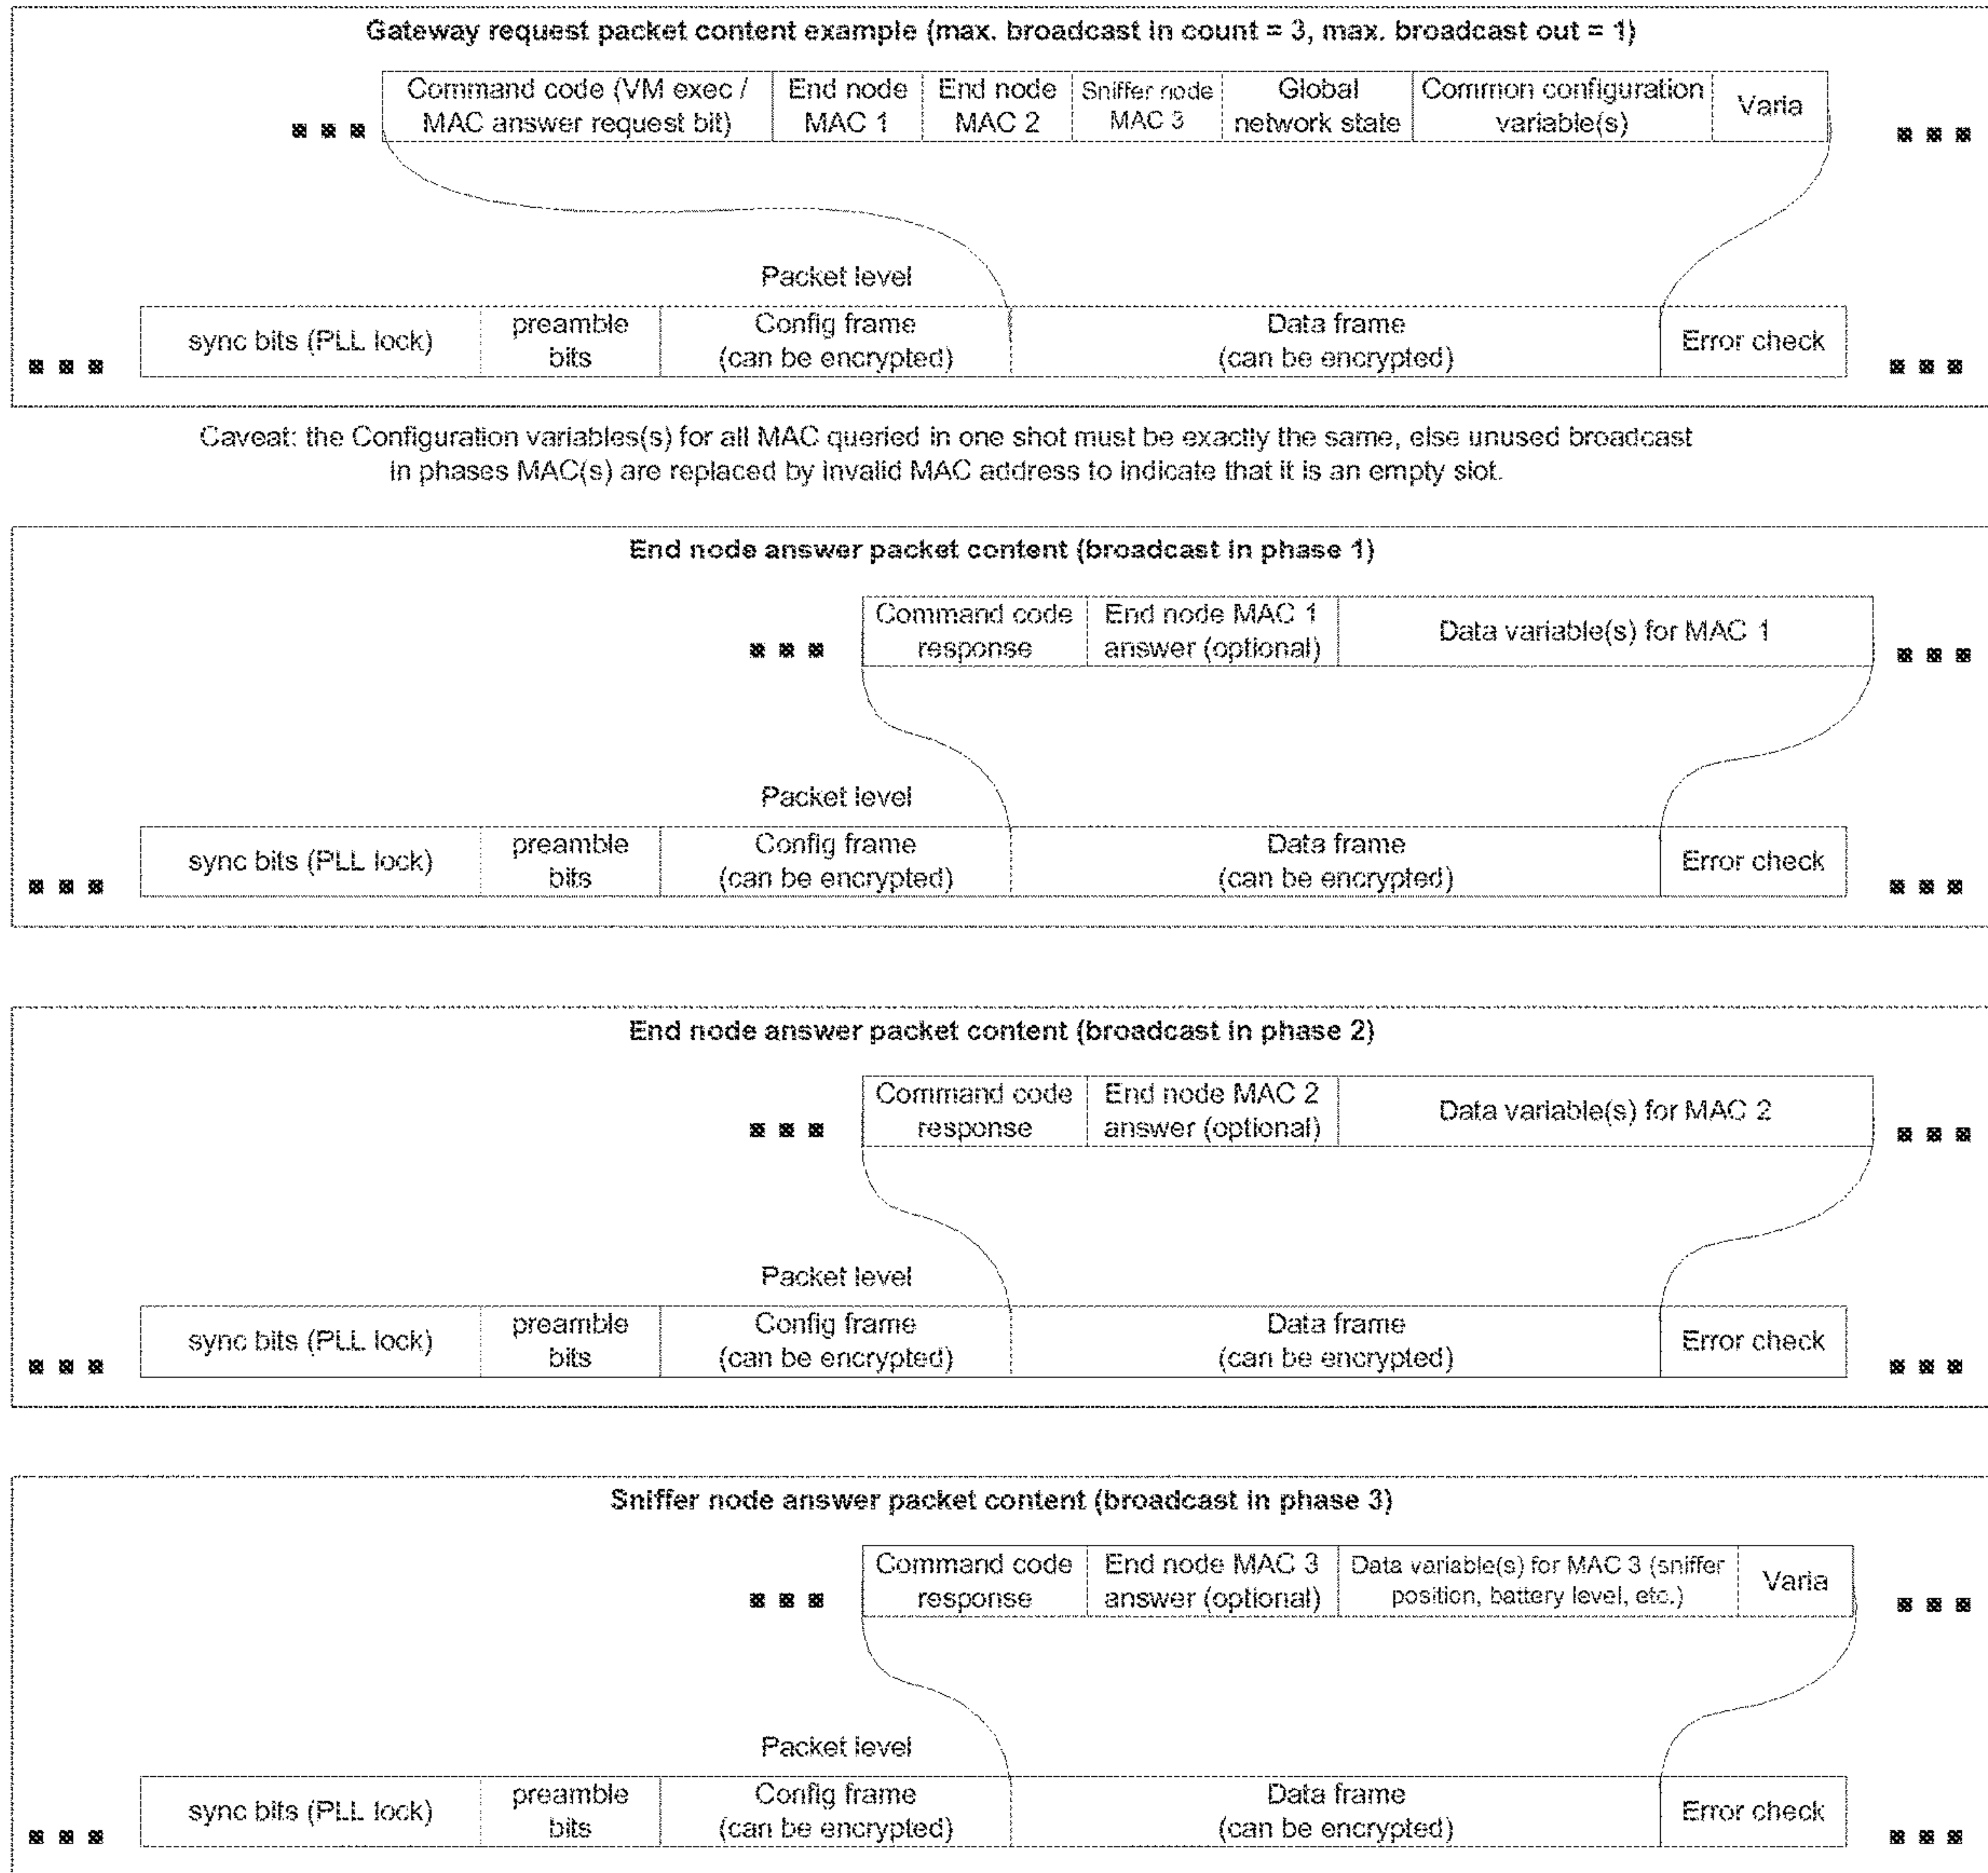 Gateway request packet content example (max. broadcast in count = 3, max. broadcast out = 1)
Command code (VM exec /
MAC answer request bit)
End node
MAC 1
End node
MAC 2
Sniffer node
MAC 3
Global
network state
Common configuration
variable(s)
Varia
Packet level
sync bits (PLL lock)
preamble
bits
Config frame
(can be encrypted)
Data frame
(can be encrypted)
Error check
Caveat: the Configuration variables(s) for all MAC queried in one shot must be exactly the same, else unused broadcast
in phases MAC(s) are replaced by invalid MAC address to indicate that it is an empty slot.
End node answer packet content (broadcast in phase 1)
Command code
response
End node MAC 1
answer (optional)
Data variable(s) for MAC 1
Packet level
sync bits (PLL lock)
preamble
bits
Config frame
(can be encrypted)
Data frame
(can be encrypted)
Error check
End node answer packet content (broadcast in phase 2)
Command code
response
End node MAC 2
answer (optional)
Data variable(s) for MAC 2
Packet level
sync bits (PLL lock)
preamble
bits
Config frame
(can be encrypted)
Data frame
(can be encrypted)
Error check
Sniffer node answer packet content (broadcast in phase 3)
Command code
response
End node MAC 3
answer (optional)
Data variable(s) for MAC 3 (sniffer
position, battery level, etc.)
Varia
Packet level
sync bits (PLL lock)
preamble
bits
Config frame
(can be encrypted)
Data frame
(can be encrypted)
Error check